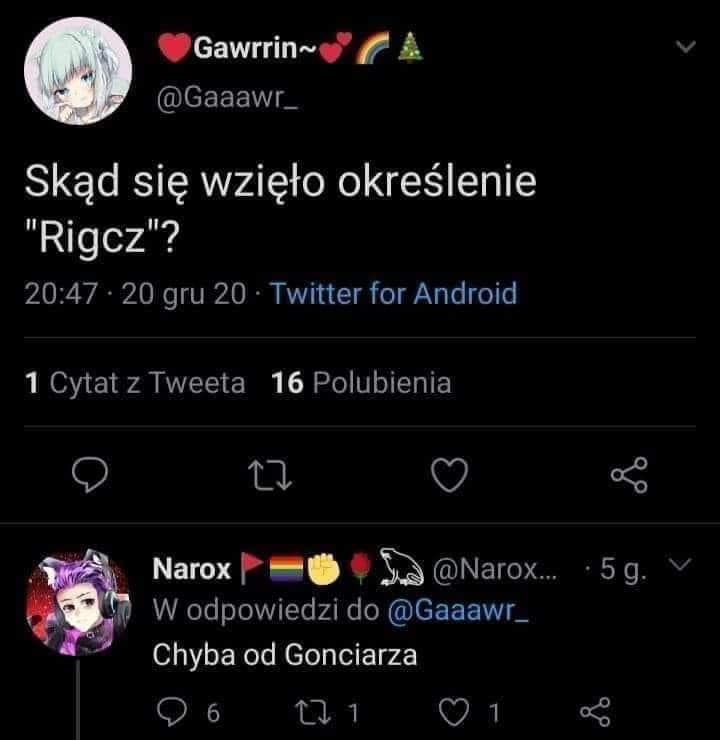 ❤️Gawrrin~💕🌈🎄
@Gaaawr_
Skąd się wzięło określenie
"Rigcz"?
20:47 · 20 gru 20 · Twitter for Android
1 Cytat z Tweeta 16 Polubienia
Narox🚩🏳️‍🌈✊🌹 @Narox... · 5 g.
W odpowiedzi do @Gaaawr_
Chyba od Gonciarza
6 1 1